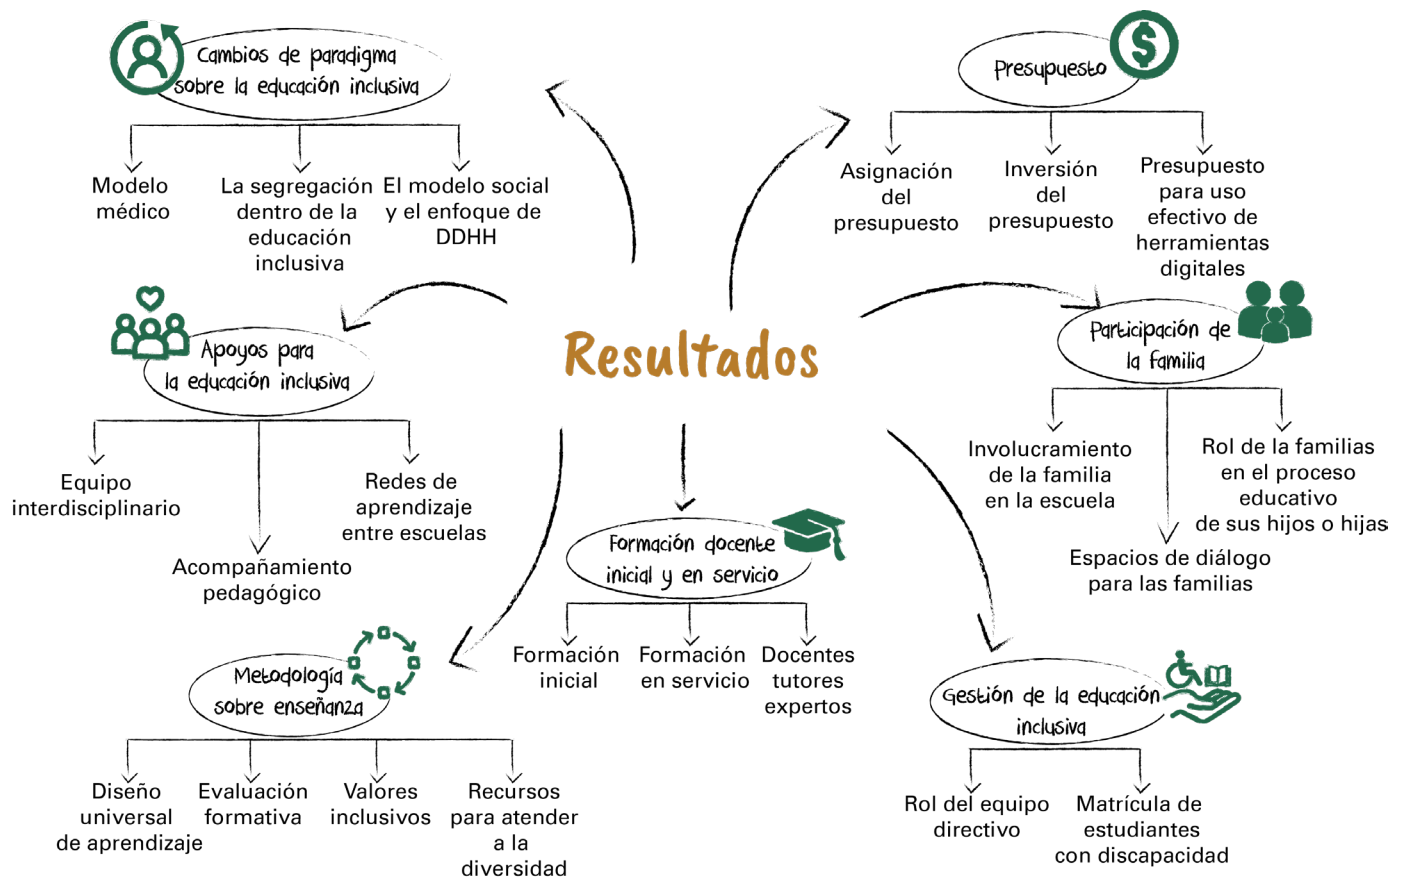 Cambios de paradigma
sobre la educación inclusiva
Modelo
médico
La segregación
dentro de la
educación
inclusiva
El modelo social
y el enfoque de
DDHH
Presupuesto
Asignación
del
presupuesto
Inversión
del
presupuesto
Presupuesto
para uso
efectivo de
herramientas
digitales
Apoyos para
la educación inclusiva
Equipo
interdisciplinario
Acompañamiento
pedagógico
Redes de
aprendizaje
entre escuelas
Resultados
Participación de
la familia
Involucramiento
de la familia
en la escuela
Espacios de diálogo
para las familias
Rol de la familias
en el proceso
educativo
de sus hijos o hijas
Formación docente
inicial y en servicio
Formación
inicial
Formación
en servicio
Docentes
tutores
expertos
Metodología
sobre enseñanza
Diseño
universal
de aprendizaje
Evaluación
formativa
Valores
inclusivos
Recursos
para atender
a la
diversidad
Gestión de la educación
inclusiva
Rol del equipo
directivo
Matrícula de
estudiantes
con discapacidad